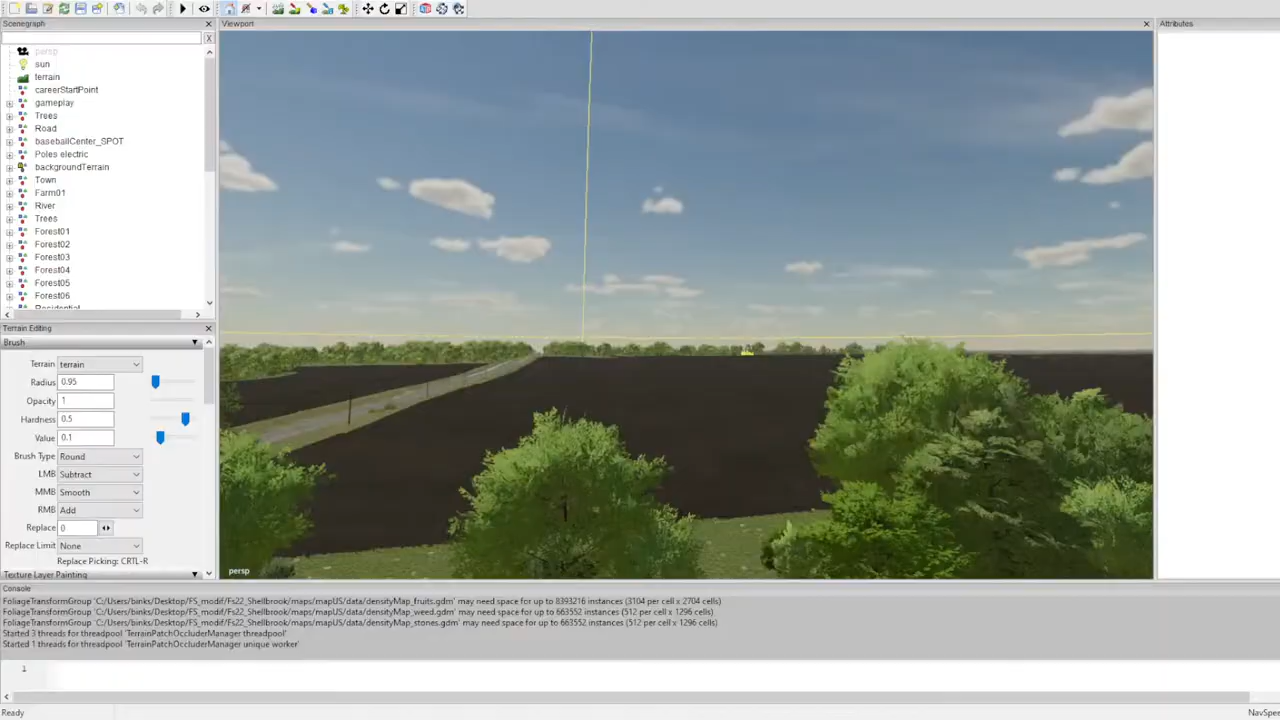 Scenegraph
Viewport
Attributes
X
persp
sun
terrain
careerStartPoint
gameplay
Trees
Road
baseballCenter_SPOT
Poles electric
backgroundTerrain
Town
Farm01
River
Trees
Forest01
Forest02
Forest03
Forest04
Forest05
Forest06
Residential
Terrain Editing
Brush
Terrain terrain
Radius 0.95
Opacity 1
Hardness 0.5
Value 0.1
Brush Type Round
LMB Subtract
MMB Smooth
RMB Add
Replace 0
Replace Limit None
Replace Picking: CRTL-R
Texture Layer Painting
persp
Console
FoliageTransformGroup 'C:/Users/binks/Desktop/FS_modif/Fs22_Shellbrook/maps/mapUS/data/densityMap_fruits.gdm' may need space for up to 8393216 instances (3104 per cell x 2704 cells)
FoliageTransformGroup 'C:/Users/binks/Desktop/FS_modif/Fs22_Shellbrook/maps/mapUS/data/densityMap_weed.gdm' may need space for up to 663552 instances (512 per cell x 1296 cells)
FoliageTransformGroup 'C:/Users/binks/Desktop/FS_modif/Fs22_Shellbrook/maps/mapUS/data/densityMap_stones.gdm' may need space for up to 663552 instances (512 per cell x 1296 cells)
Started 3 threads for threadpool 'TerrainPatchOccluderManager threadpool'
Started 1 threads for threadpool 'TerrainPatchOccluderManager unique worker'
1
Ready
NavSpee